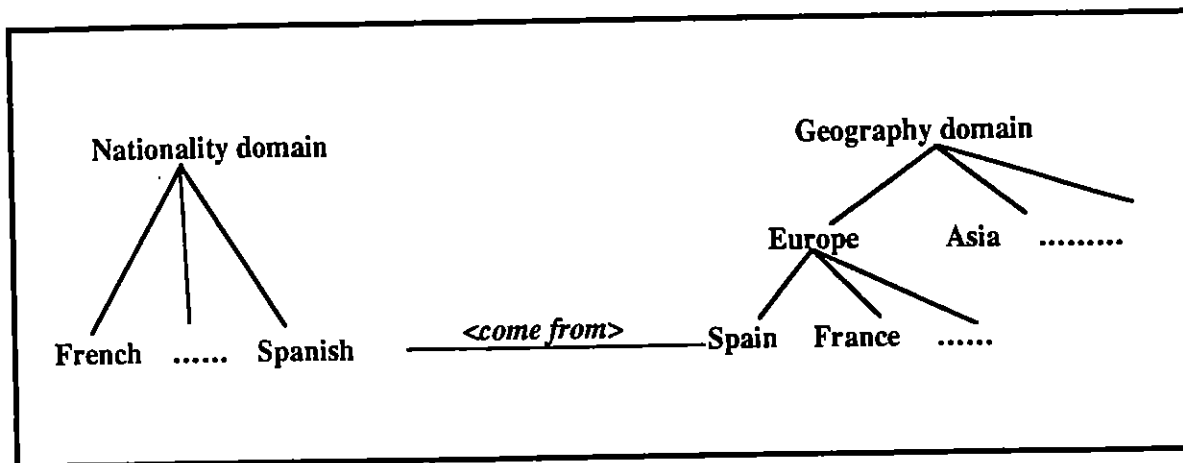 Geography domain
Nationality domain
Europe Asia .........
<come from>
Spain France ......
French ...... Spanish